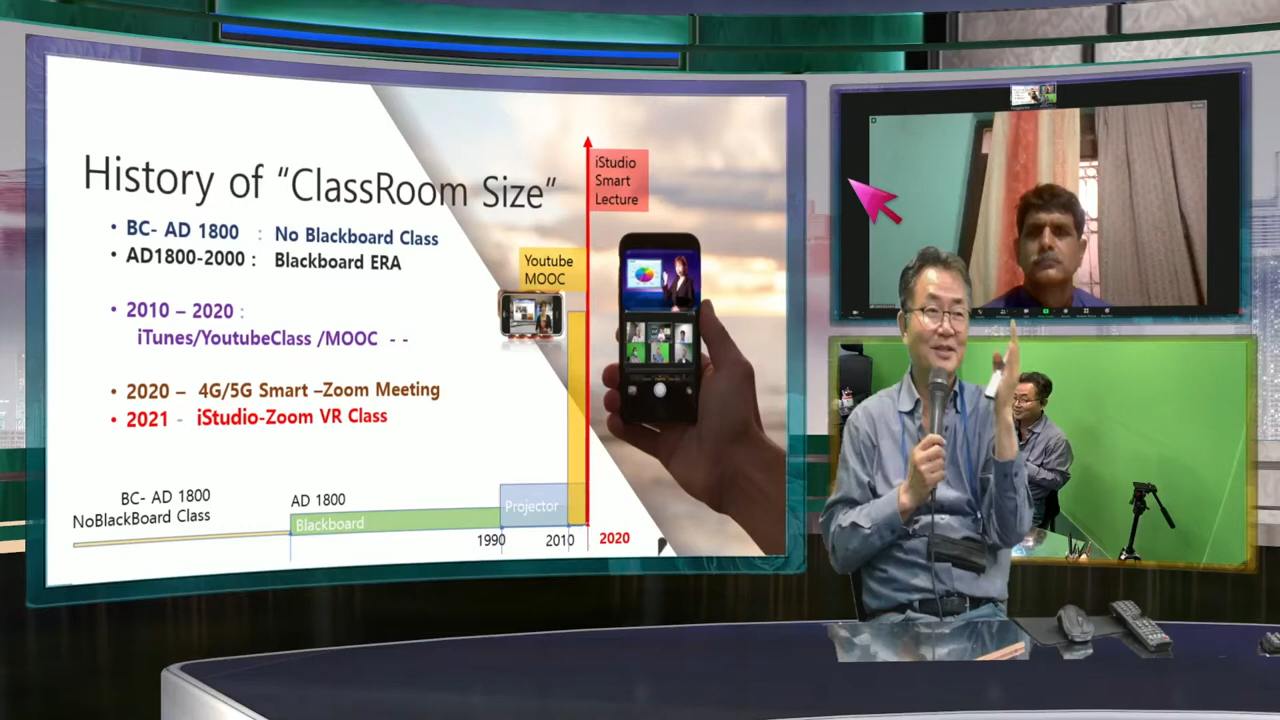 History of “ClassRoom Size”
• BC- AD 1800 : No Blackboard Class
• AD1800-2000 : Blackboard ERA
• 2010 – 2020 :
iTunes/YoutubeClass /MOOC - -
• 2020 – 4G/5G Smart –Zoom Meeting
• 2021 - iStudio-Zoom VR Class
iStudio
Smart
Lecture
Youtube
MOOC
BC- AD 1800
NoBlackBoard Class
AD 1800
Blackboard
Projector
1990
2010
2020